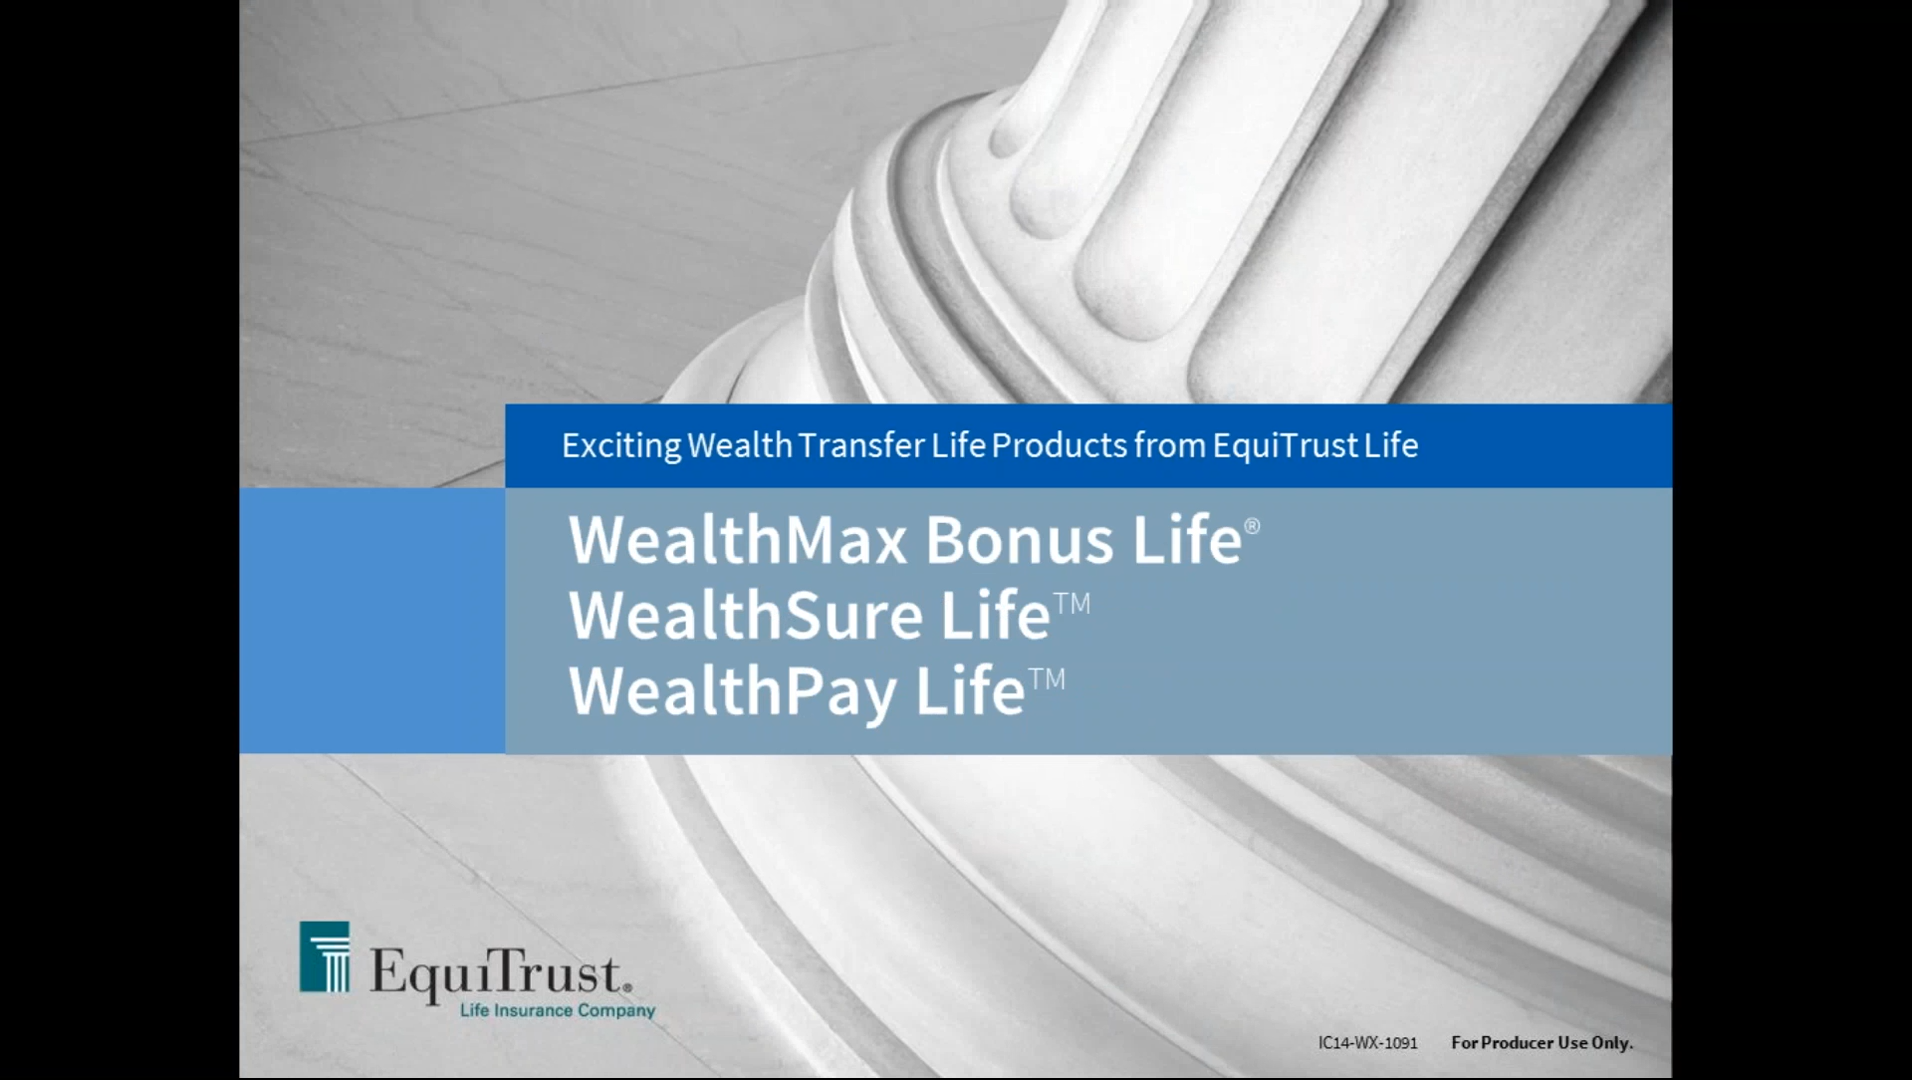 Exciting Wealth Transfer Life Products from EquiTrust Life
WealthMax Bonus Life®
WealthSure Life™
WealthPay Life™
EquiTrust®
Life Insurance Company
IC14-WX-1091 For Producer Use Only.